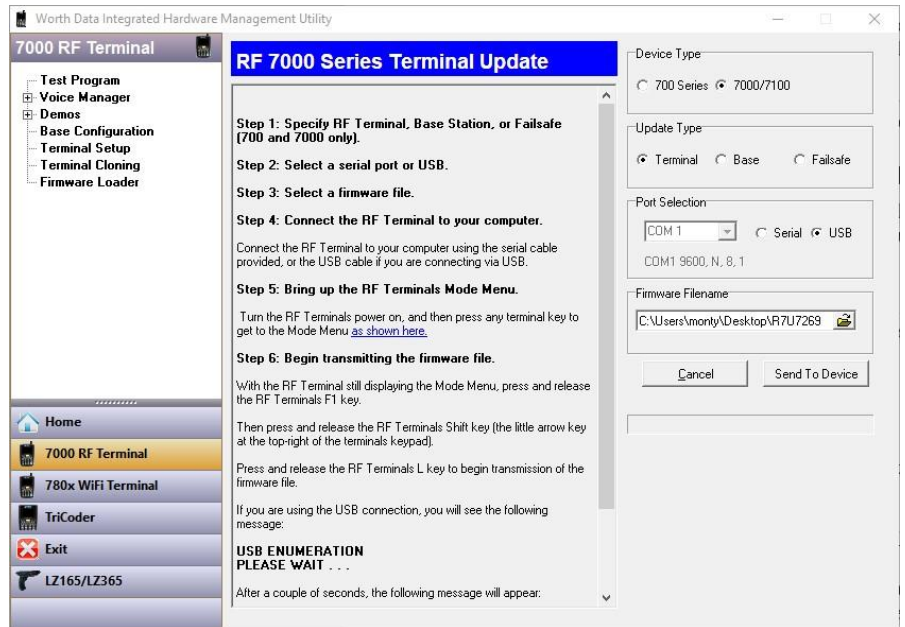 Worth Data Integrated Hardware Management Utility
7000 RF Terminal
Test Program
Voice Manager
Demos
Base Configuration
Terminal Setup
Terminal Cloning
Firmware Loader
Home
7000 RF Terminal
780x WiFi Terminal
TriCoder
Exit
LZ165/LZ365
RF 7000 Series Terminal Update
Step 1: Specify RF Terminal, Base Station, or Failsafe
(700 and 7000 only).
Step 2: Select a serial port or USB.
Step 3: Select a firmware file.
Step 4: Connect the RF Terminal to your computer.
Connect the RF Terminal to your computer using the serial cable
provided, or the USB cable if you are connecting via USB.
Step 5: Bring up the RF Terminals Mode Menu.
Turn the RF Terminals power on, and then press any terminal key to
get to the Mode Menu as shown here.
Step 6: Begin transmitting the firmware file.
With the RF Terminal still displaying the Mode Menu, press and release
the RF Terminals F1 key.
Then press and release the RF Terminals Shift key (the little arrow key
at the top-right of the terminals keypad).
Press and release the RF Terminals L key to begin transmission of the
firmware file.
If you are using the USB connection, you will see the following
message:
USB ENUMERATION
PLEASE WAIT . . .
After a couple of seconds, the following message will appear:
Device Type
700 Series 7000/7100
Update Type
Terminal Base Failsafe
Port Selection
COM 1 Serial USB
COM1 9600, N, 8, 1
Firmware Filename
C:\Users\monty\Desktop\R7U7269
Cancel Send To Device